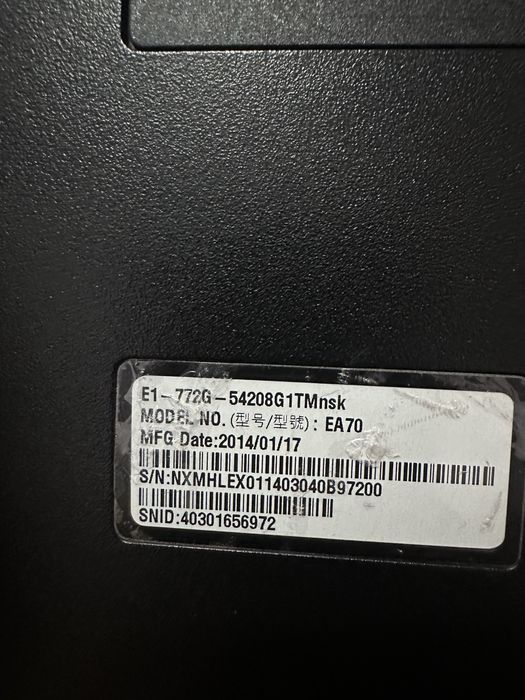 E1-772G-54208G1TMnsk
MODEL NO. (型号/型號): EA70
MFG Date:2014/01/17
S/N:NXMHLEX011403040B97200
SNID:40301656972